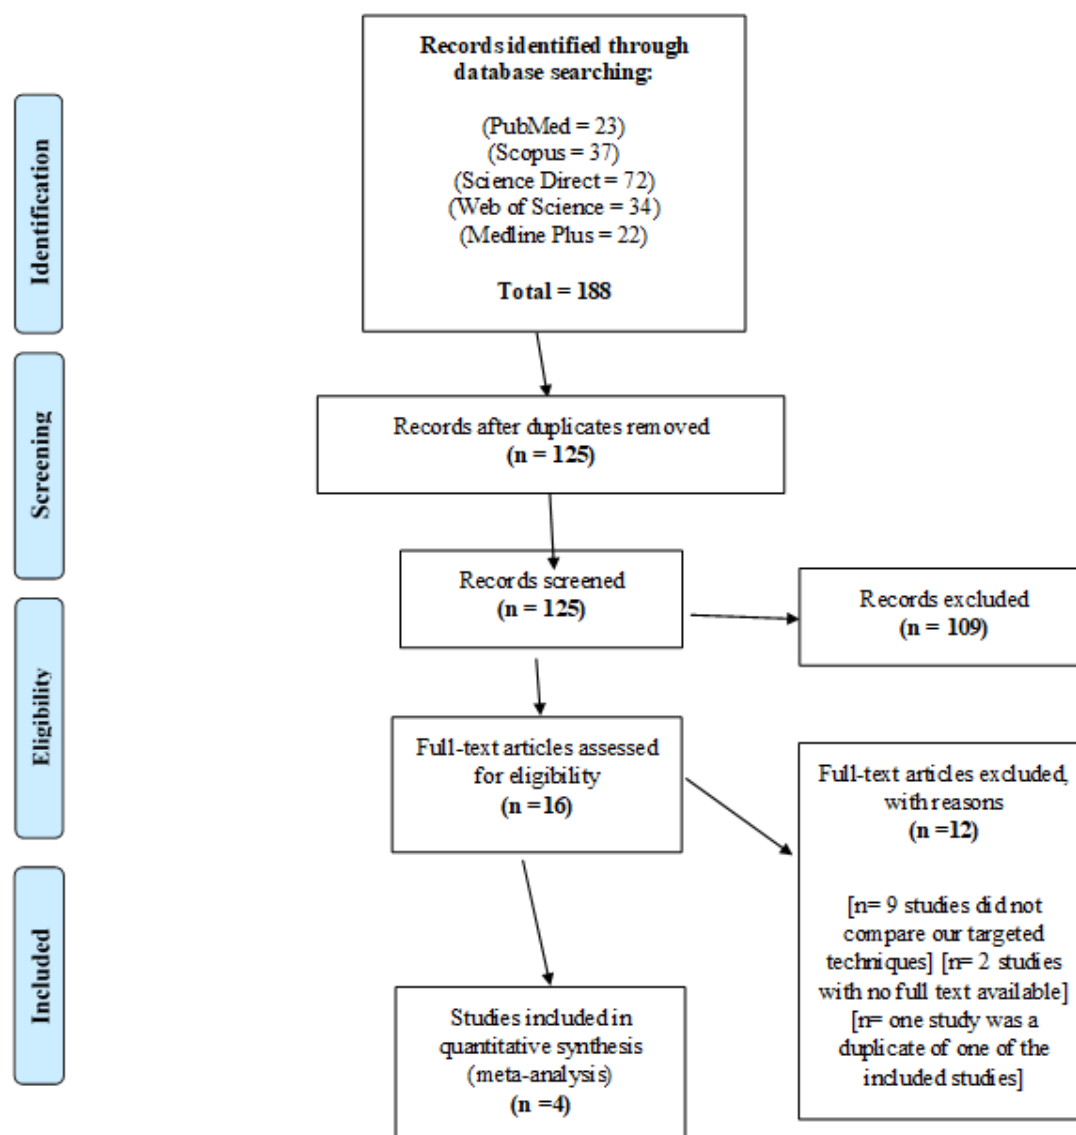 Records identified through
database searching:
(PubMed = 23)
(Scopus = 37)
(Science Direct = 72)
(Web of Science = 34)
(Medline Plus = 22)
Total = 188
Identification
Records after duplicates removed
(n = 125)
Screening
Records screened
(n = 125)
Records excluded
(n = 109)
Eligibility
Full-text articles assessed
for eligibility
(n =16)
Full-text articles excluded,
with reasons
(n =12)
[n= 9 studies did not
compare our targeted
techniques] [n= 2 studies
with no full text available]
[n= one study was a
duplicate of one of the
included studies]
Included
Studies included in
quantitative synthesis
(meta-analysis)
(n =4)